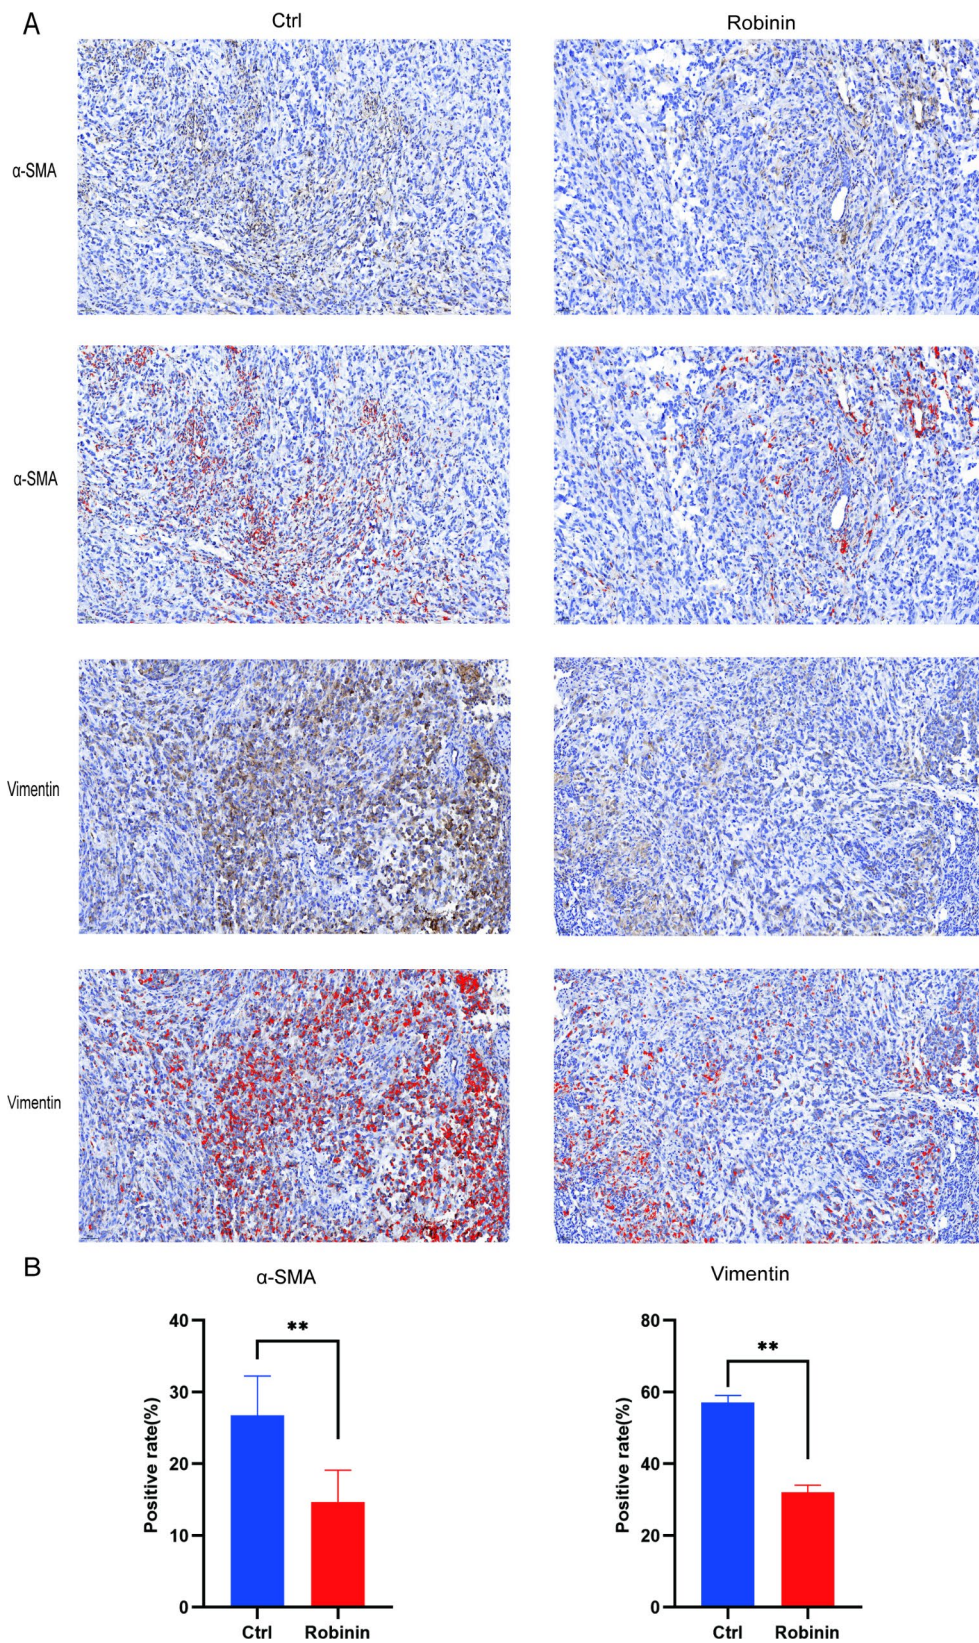 A
Ctrl
Robinin
α-SMA
α-SMA
Vimentin
Vimentin
B
α-SMA
Positive rate(%)
40
30
20
10
0
**
Ctrl
Robinin
Vimentin
Positive rate(%)
80
60
40
20
0
**
Ctrl
Robinin